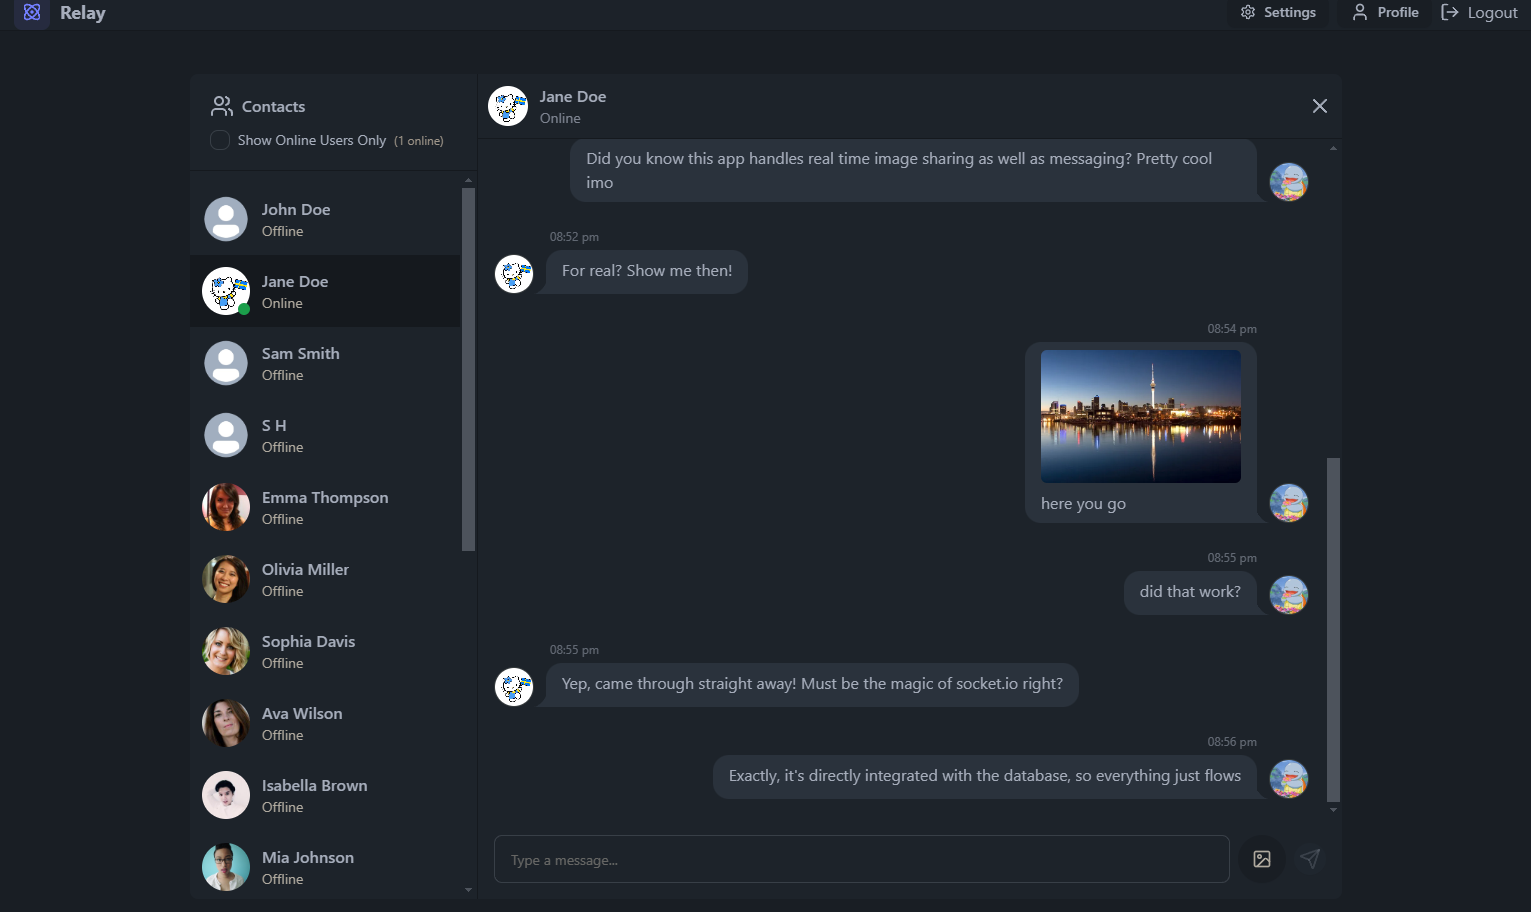 Relay
Settings
Profile
Logout
Contacts
Show Online Users Only (1 online)
John Doe
Offline
Jane Doe
Online
Sam Smith
Offline
S H
Offline
Emma Thompson
Offline
Olivia Miller
Offline
Sophia Davis
Offline
Ava Wilson
Offline
Isabella Brown
Offline
Mia Johnson
Offline
Jane Doe
Online
Did you know this app handles real time image sharing as well as messaging? Pretty cool
imo
08:52 pm
For real? Show me then!
08:54 pm
here you go
08:55 pm
did that work?
08:55 pm
Yep, came through straight away! Must be the magic of socket.io right?
08:56 pm
Exactly, it's directly integrated with the database, so everything just flows
Type a message...